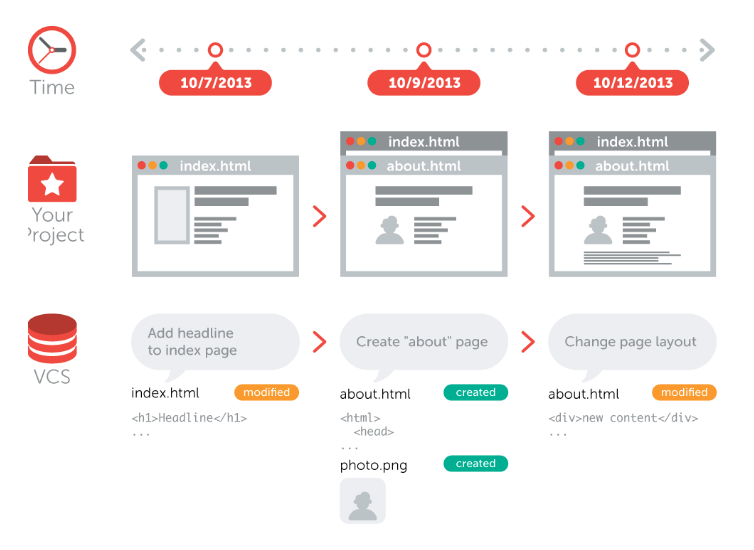 Time
10/7/2013
10/9/2013
10/12/2013
Your
Project
index.html
index.html
about.html
index.html
about.html
VCS
Add headline
to index page
Create "about" page
Change page layout
index.html modified
<h1>Headline</h1>
...
about.html created
<html>
<head>
...
photo.png created
about.html modified
<div>new content</div>
...